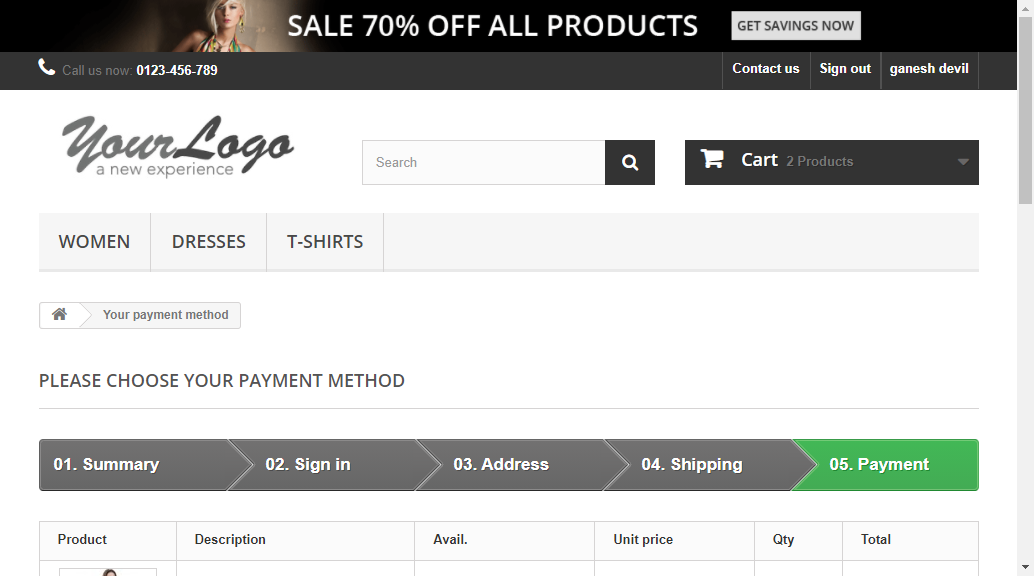 SALE 70% OFF ALL PRODUCTS GET SAVINGS NOW
Call us now: 0123-456-789 Contact us Sign out ganesh devil
YourLogo
a new experience
Search Cart 2 Products
WOMEN DRESSES T-SHIRTS
Your payment method
PLEASE CHOOSE YOUR PAYMENT METHOD
01. Summary 02. Sign in 03. Address 04. Shipping 05. Payment
Product Description Avail. Unit price Qty Total